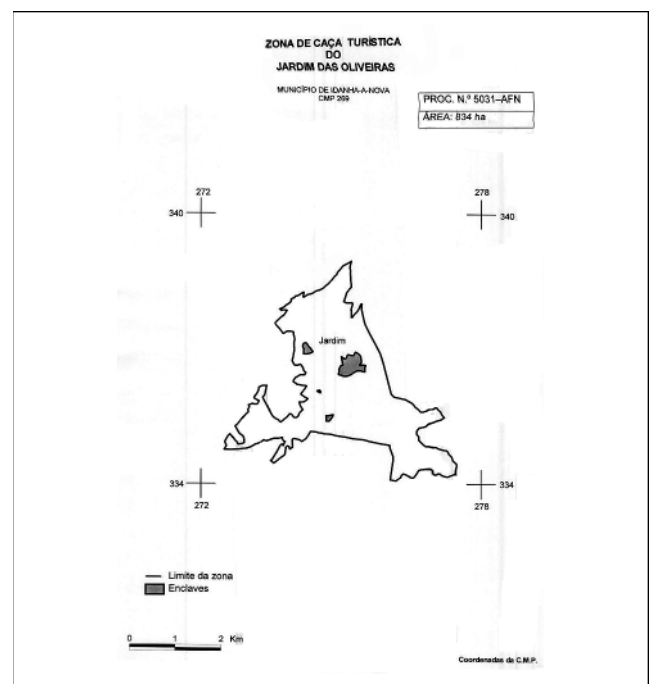 ZONA DE CAÇA TURÍSTICA
DO
JARDIM DAS OLIVEIRAS
MUNICÍPIO DE IDANHA-A-NOVA
CMP 269
PROC. N.º 5031–AFN
ÁREA: 834 ha
272
278
340
340
Jardim
334
334
272
278
Limite da zona
Enclaves
0 1 2 Km
Coordenadas da C.M.P.